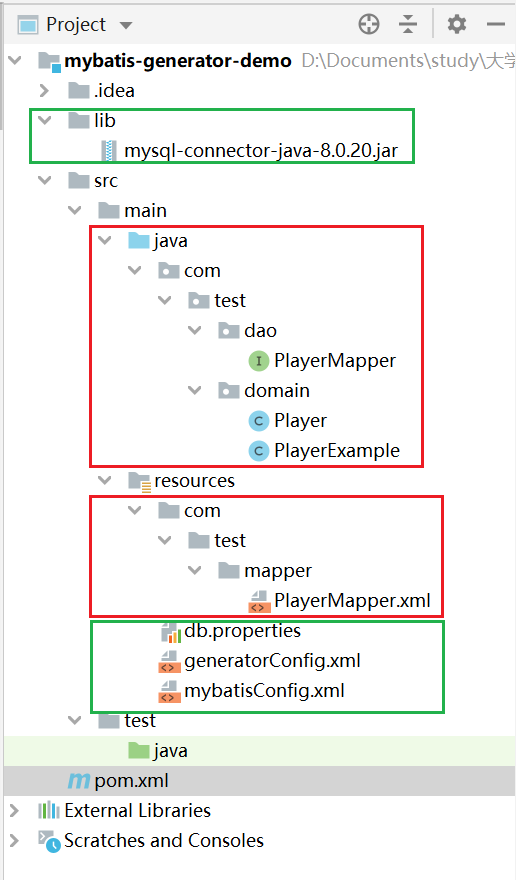 Project
mybatis-generator-demo D:\Documents\study\大学
.idea
lib
mysql-connector-java-8.0.20.jar
src
main
java
com
test
dao
I PlayerMapper
domain
C Player
C PlayerExample
resources
com
test
mapper
PlayerMapper.xml
db.properties
generatorConfig.xml
mybatisConfig.xml
test
java
m pom.xml
External Libraries
Scratches and Consoles